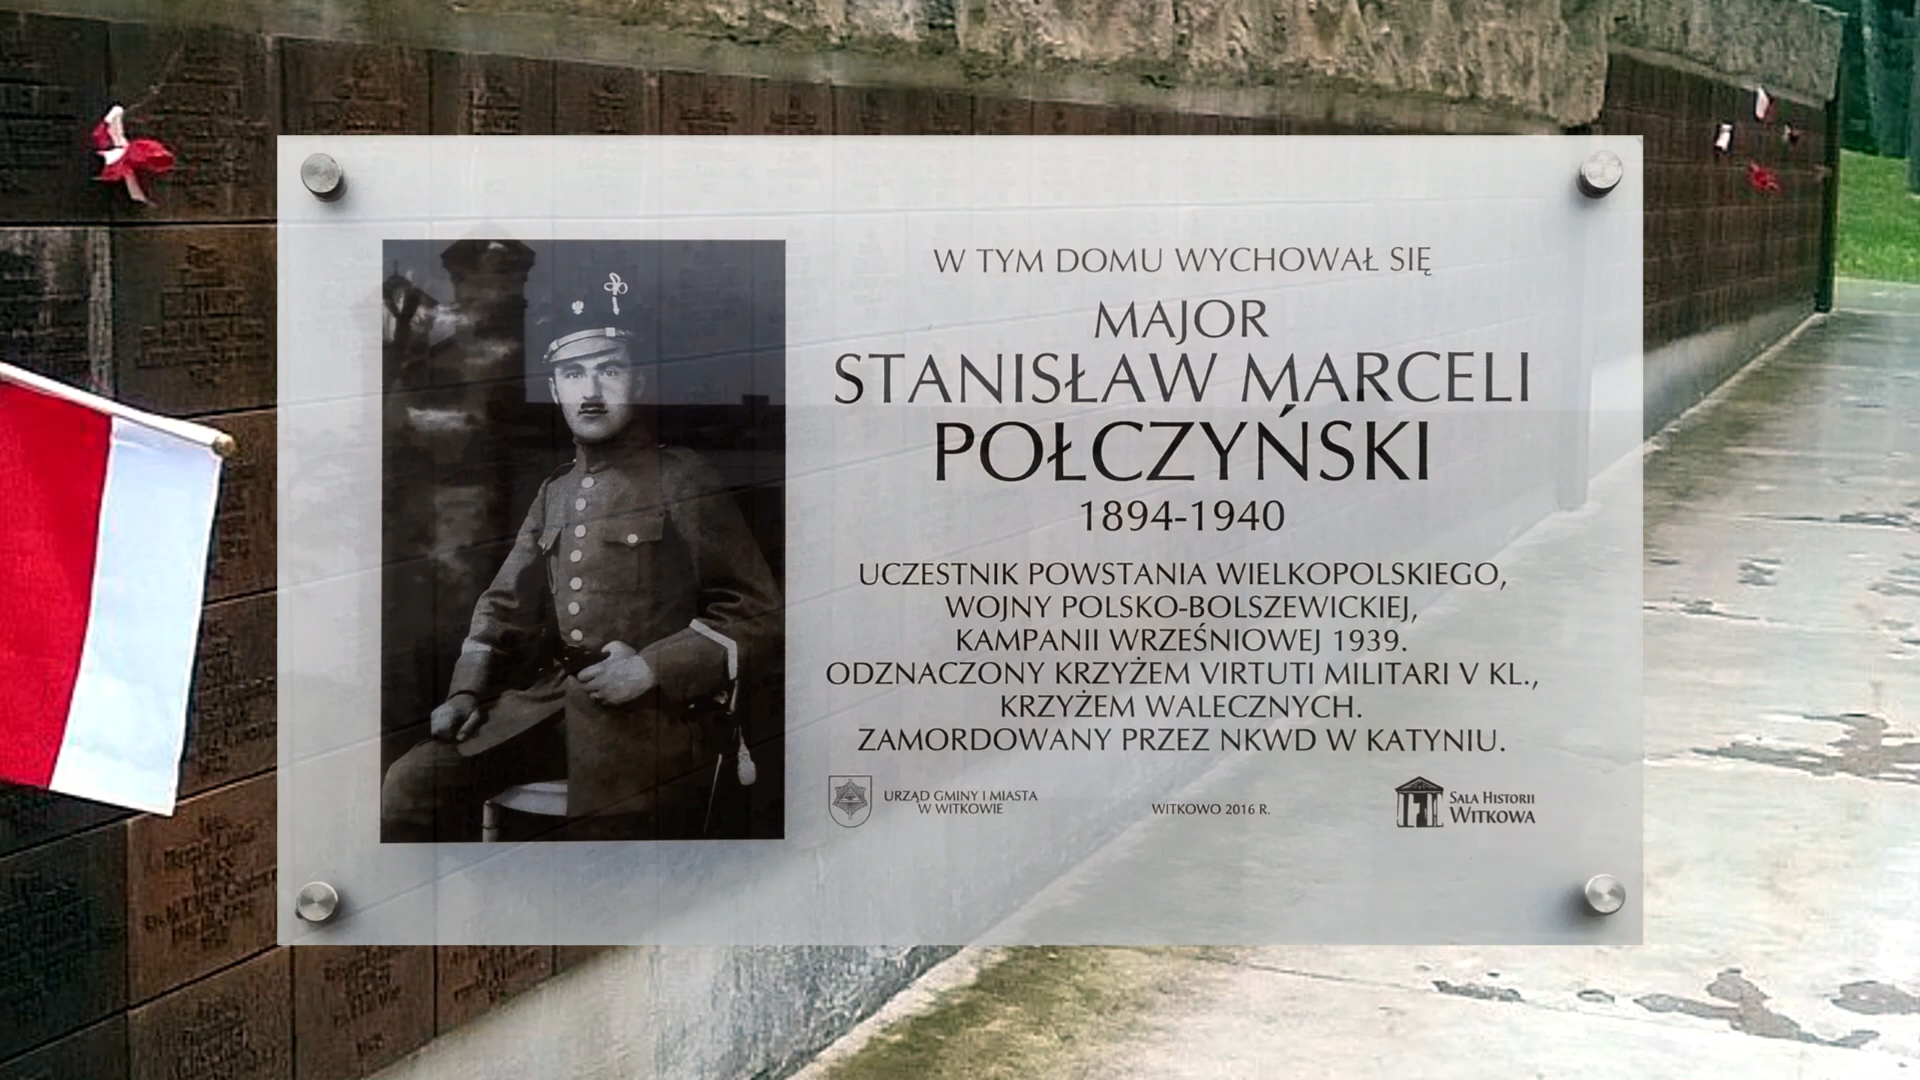 W TYM DOMU WYCHOWAŁ SIĘ
MAJOR
STANISŁAW MARCELI
POŁCZYŃSKI
1894-1940
UCZESTNIK POWSTANIA WIELKOPOLSKIEGO,
WOJNY POLSKO-BOLSZEWICKIEJ,
KAMPANII WRZEŚNIOWEJ 1939.
ODZNACZONY KRZYŻEM VIRTUTI MILITARI V KL.,
KRZYŻEM WALECZNYCH.
ZAMORDOWANY PRZEZ NKWD W KATYNIU.
URZĄD GMINY I MIASTA
W WITKOWIE
WITKOWO 2016 R.
SALA HISTORII
WITKOWA